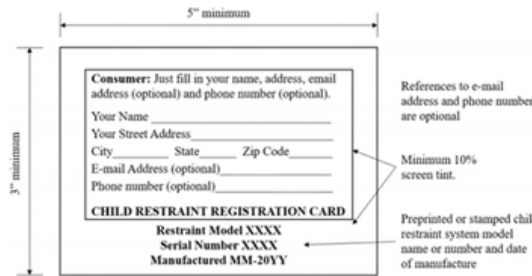 5” minimum
3” minimum
Consumer: Just fill in your name, address, email
address (optional) and phone number (optional).
Your Name
Your Street Address
City State Zip Code
E-mail Address (optional)
Phone number (optional)
CHILD RESTRAINT REGISTRATION CARD
Restraint Model XXXX
Serial Number XXXX
Manufactured MM-20YY
References to e-mail
address and phone number
are optional
Minimum 10%
screen tint.
Preprinted or stamped chil
restraint system model
name or number and date
of manufacture